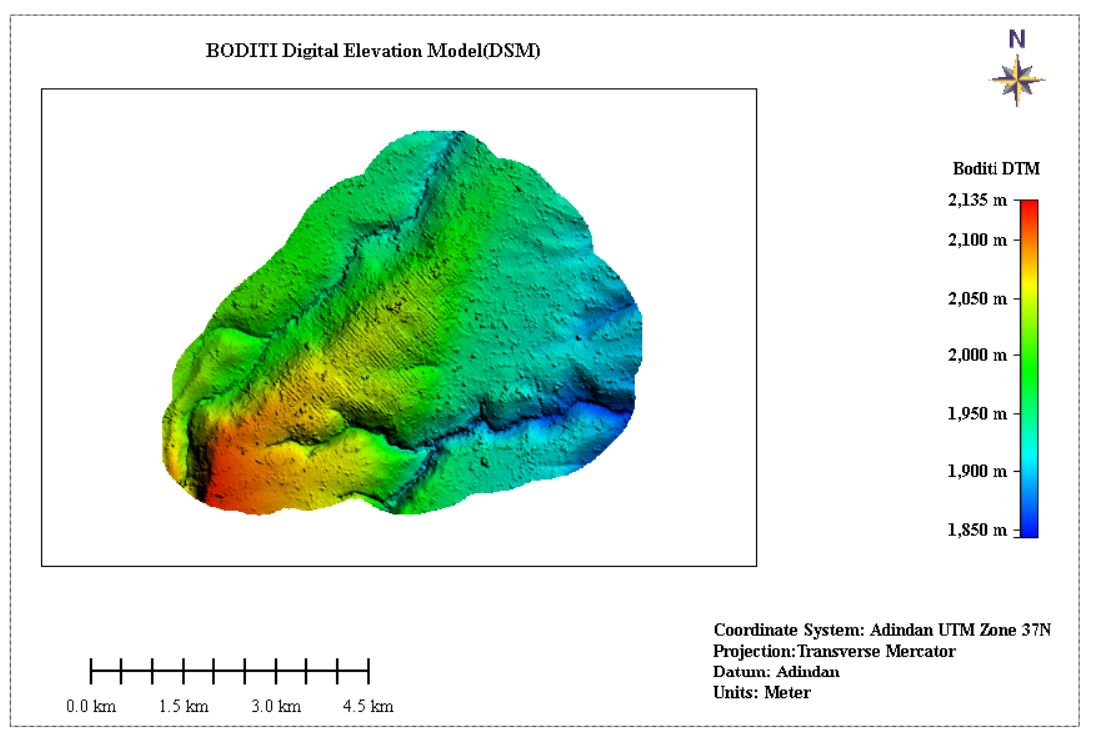 BODITI Digital Elevation Model(DSM)
N
Boditi DTM
2,135 m
2,100 m
2,050 m
2,000 m
1,950 m
1,900 m
1,850 m
Coordinate System: Adindan UTM Zone 37N
Projection:Transverse Mercator
Datum: Adindan
Units: Meter
0.0 km 1.5 km 3.0 km 4.5 km